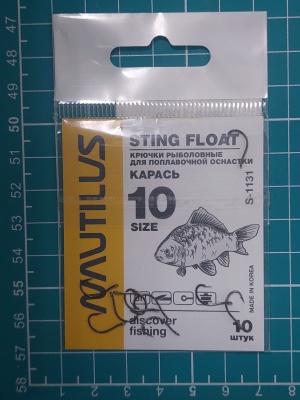 NAUTILUS
STING FLOAT
КРЮЧКИ РЫБОЛОВНЫЕ
ДЛЯ ПОПЛАВОЧНОЙ ОСНАСТКИ
КАРАСЬ
10
SIZE
S-1131
MADE IN KOREA
discover
fishing
10
штук
47
48
49
50
51
52
53
54
55
56
57
58
1
2
3
4
5
6
7
8